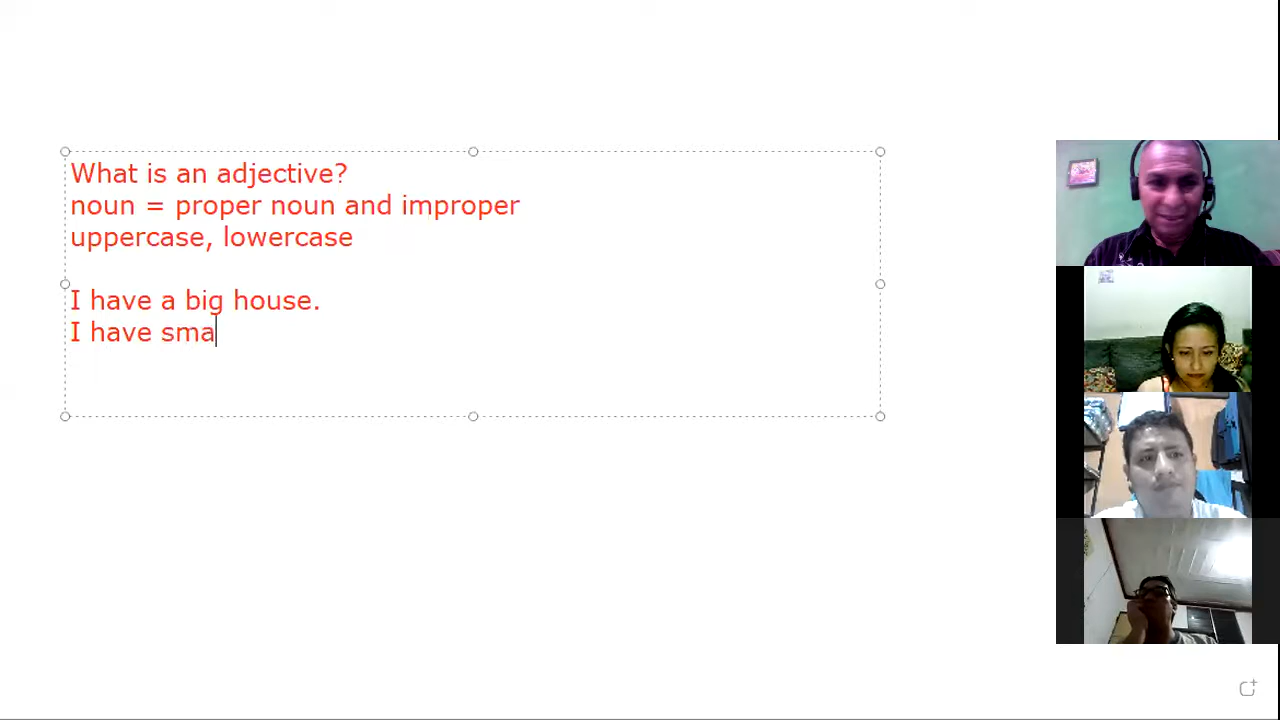 What is an adjective?
noun = proper noun and improper
uppercase, lowercase
I have a big house.
I have sma